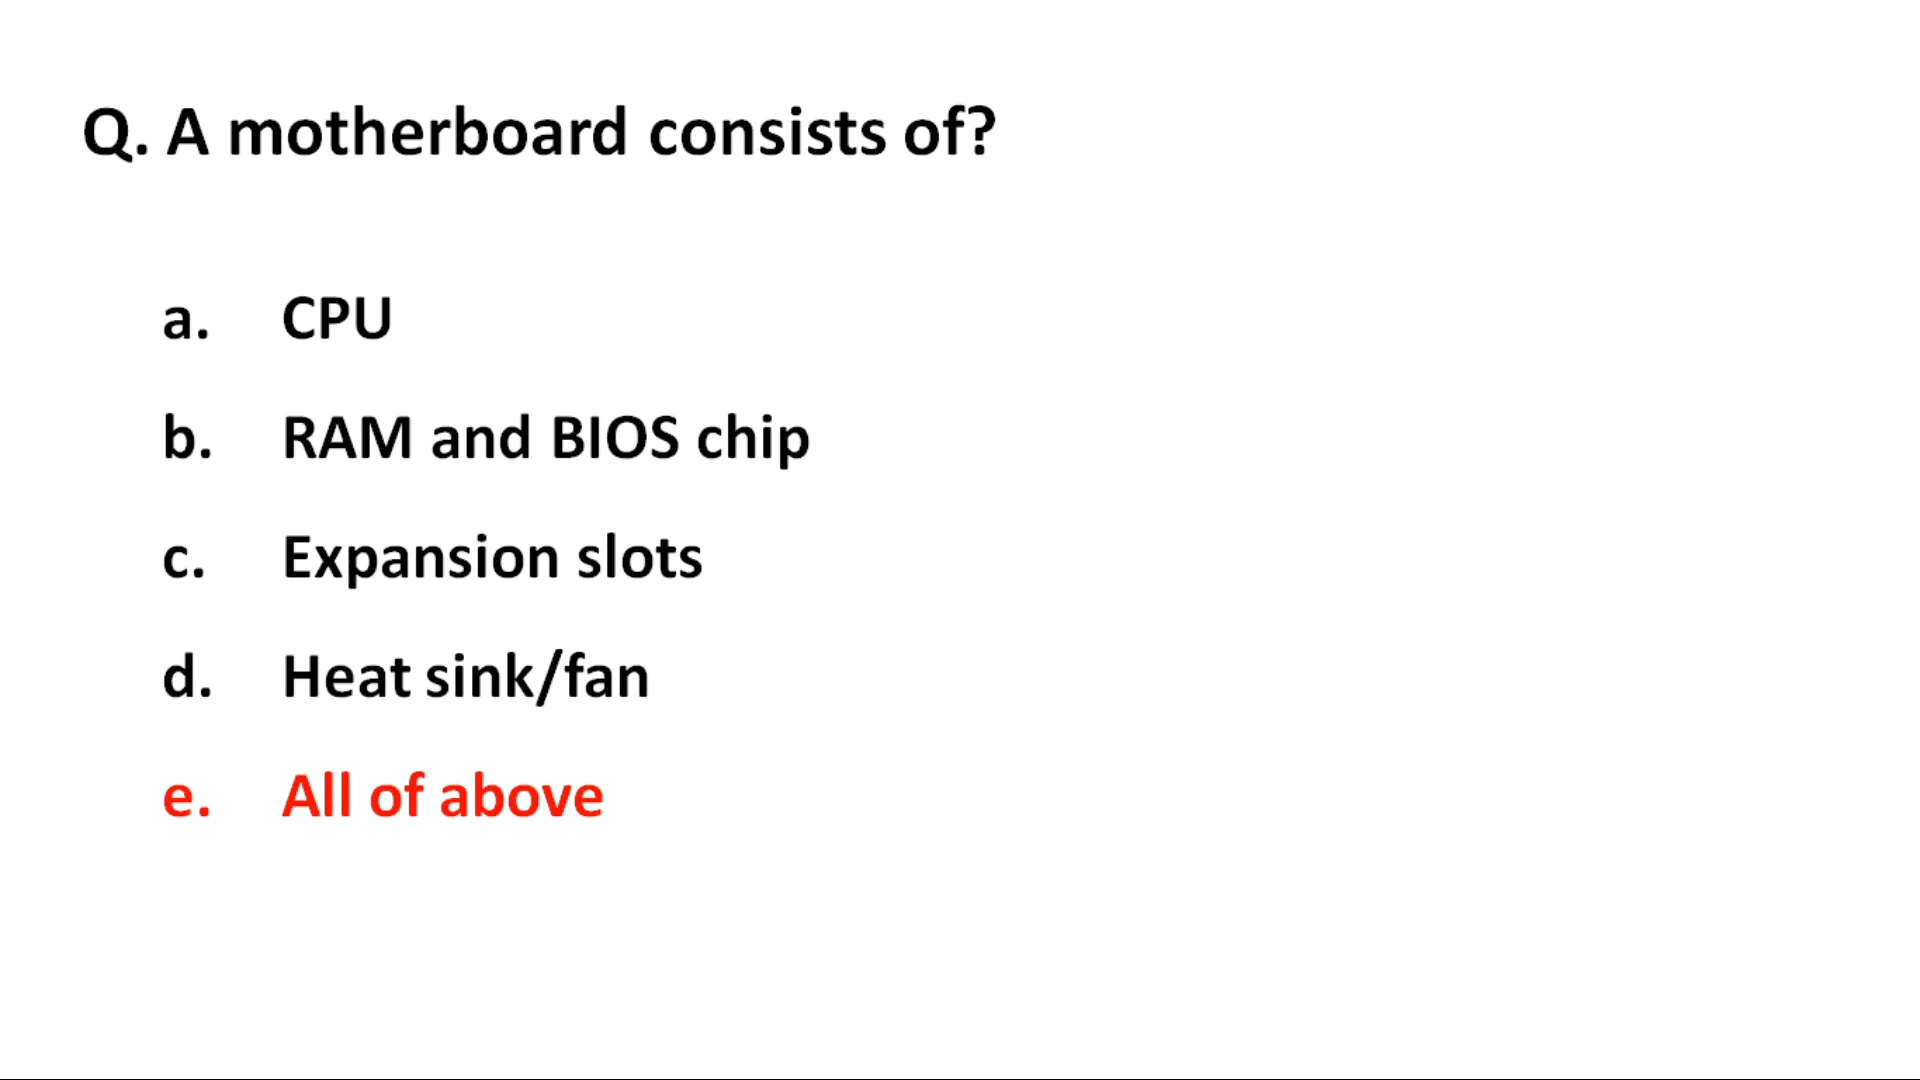 Q. A motherboard consists of?
a. CPU
b. RAM and BIOS chip
c. Expansion slots
d. Heat sink/fan
e. All of above